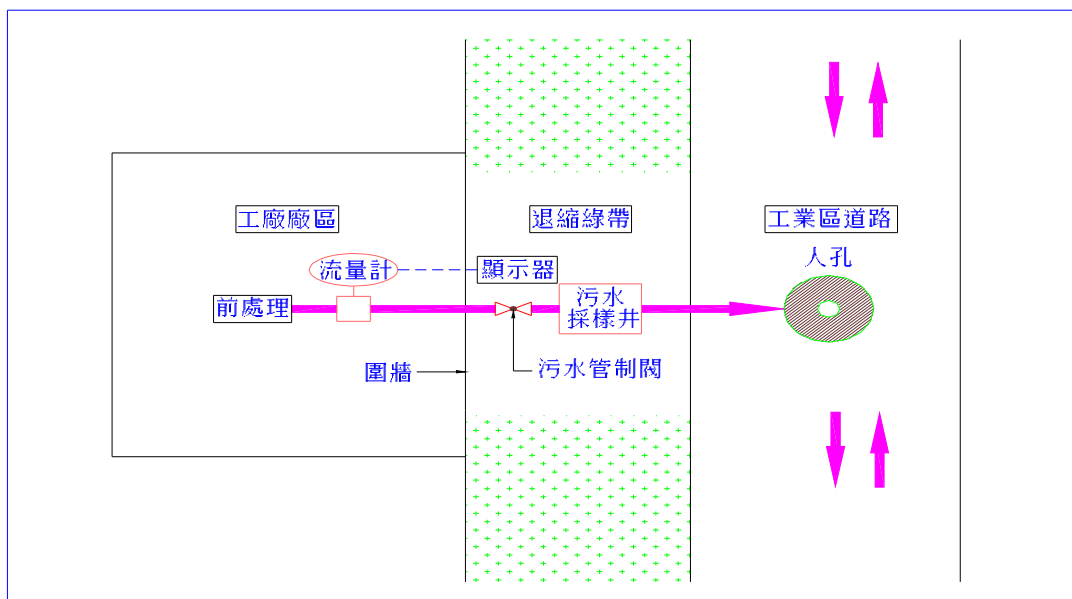 工廠廠區
退縮綠帶
工業區道路
人孔
流量計
顯示器
前處理
污水
採樣井
圍牆
污水管制閥